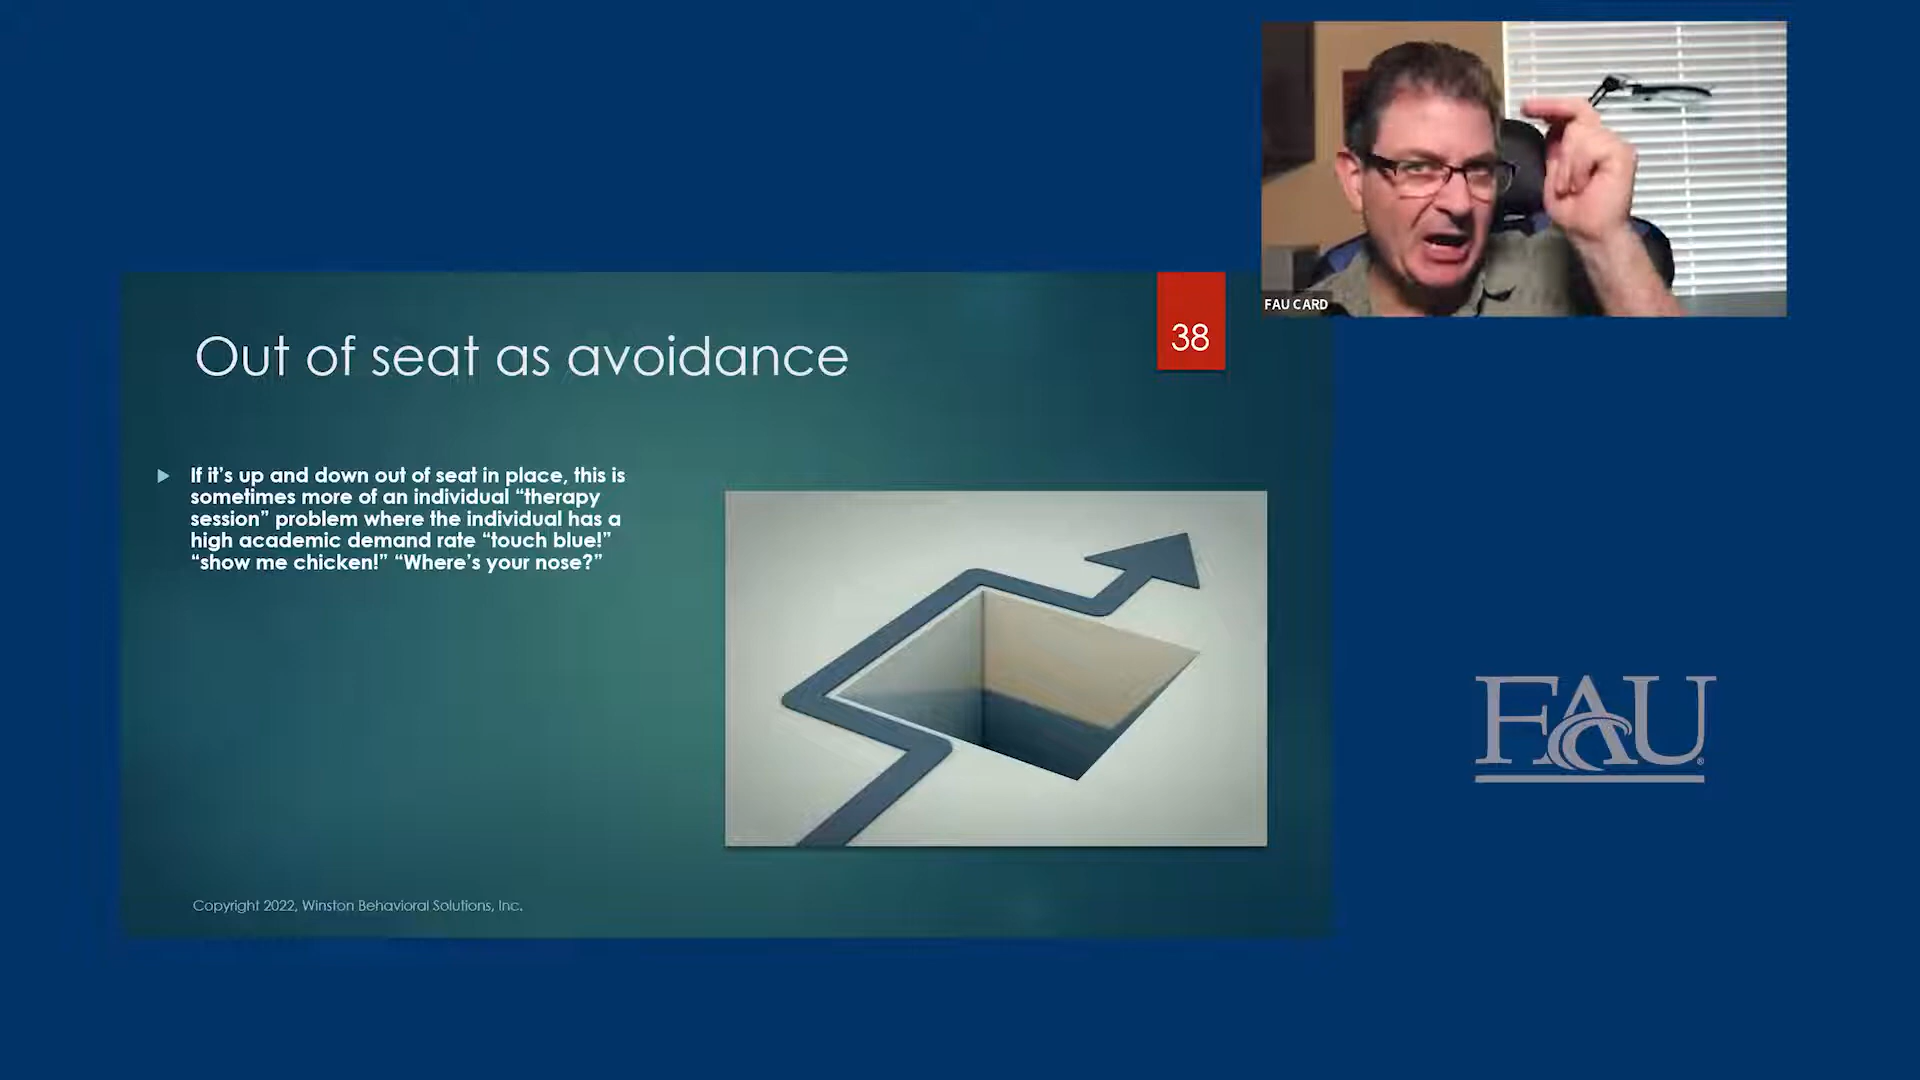 FAU CARD
38
Out of seat as avoidance
If it’s up and down out of seat in place, this is
sometimes more of an individual “therapy
session” problem where the individual has a
high academic demand rate “touch blue!”
“show me chicken!” “Where’s your nose?”
FAU
Copyright 2022, Winston Behavioral Solutions, Inc.